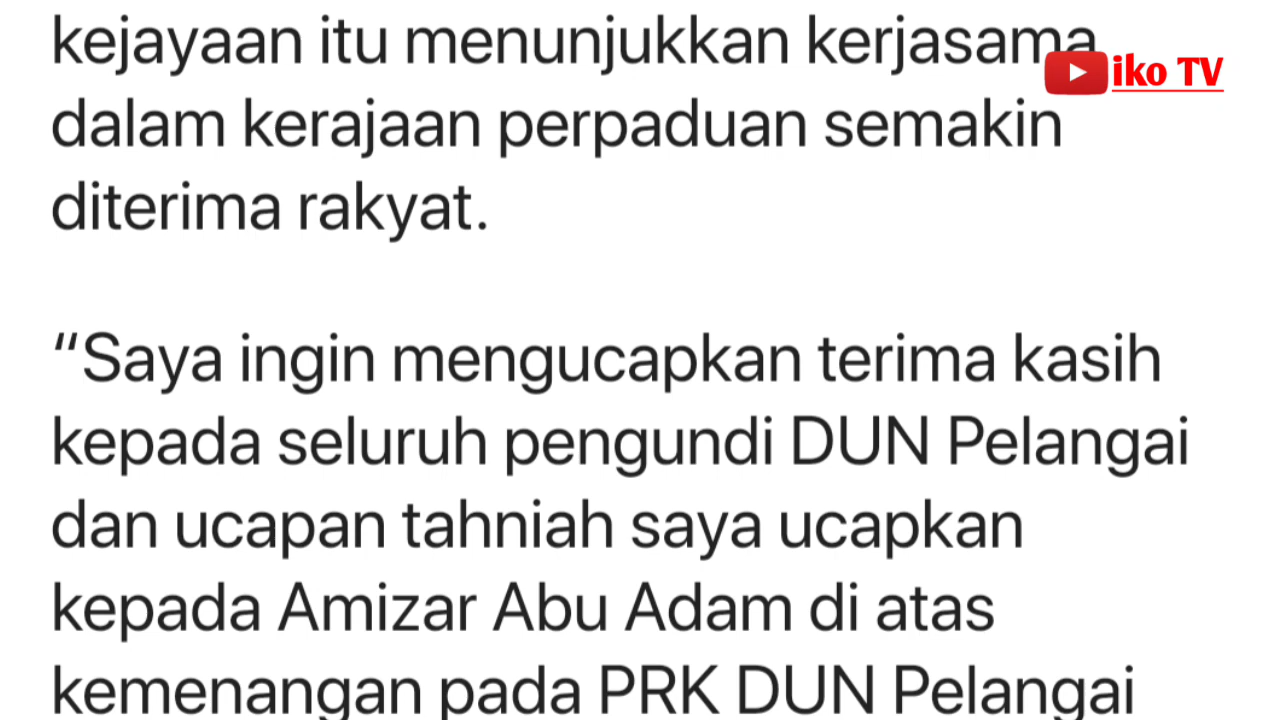 kejayaan itu menunjukkan kerjasama
iko TV
dalam kerajaan perpaduan semakin
diterima rakyat.
“Saya ingin mengucapkan terima kasih
kepada seluruh pengundi DUN Pelangai
dan ucapan tahniah saya ucapkan
kepada Amizar Abu Adam di atas
kemenangan pada PRK DUN Pelangai